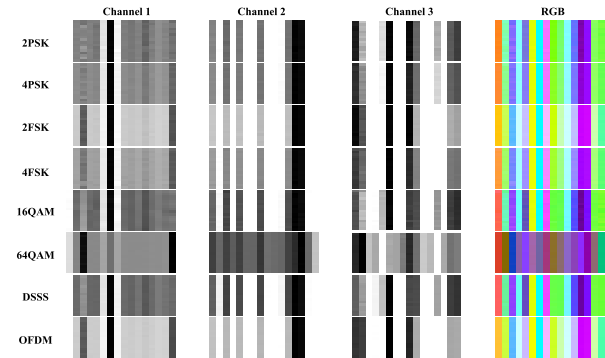 Channel 1 Channel 2 Channel 3 RGB
2PSK
4PSK
2FSK
4FSK
16QAM
64QAM
DSSS
OFDM